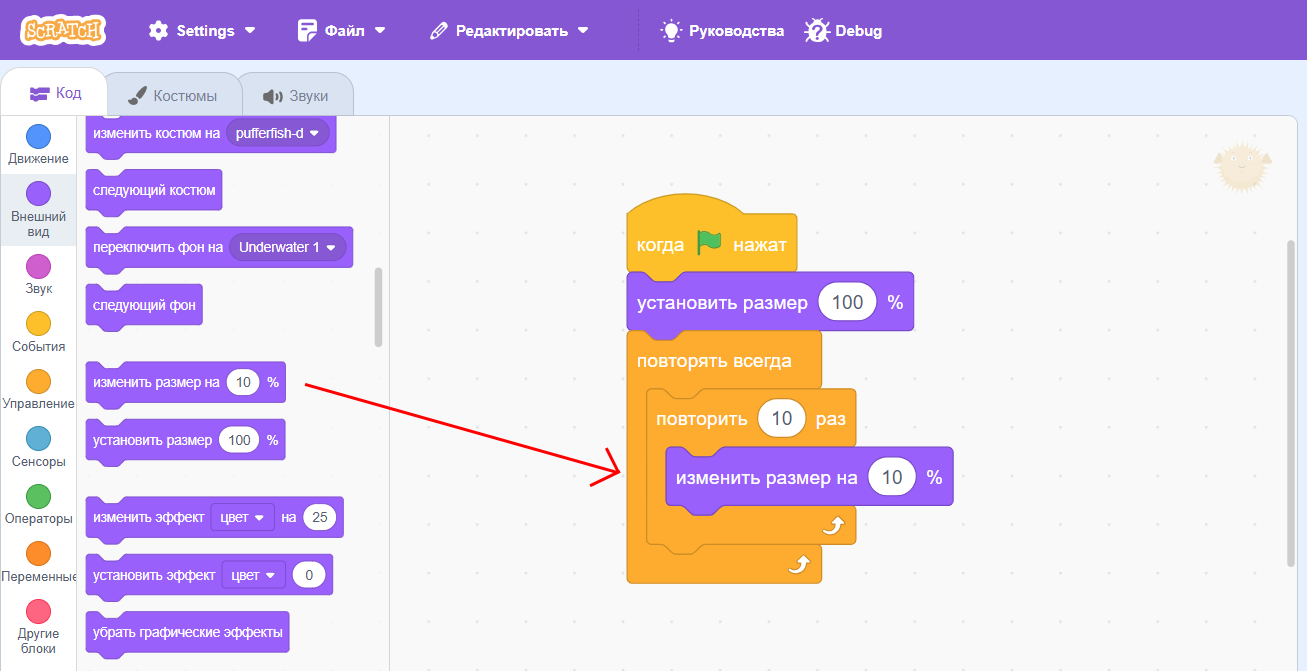 SCRATCH Settings Файл Редактировать Руководства Debug
Код Костюмы Звуки
Движение
Внешний
вид
Звук
События
Управление
Сенсоры
Операторы
Переменные
Другие
блоки
изменить костюм на pufferfish-d
следующий костюм
переключить фон на Underwater 1
следующий фон
изменить размер на 10 %
установить размер 100 %
изменить эффект цвет на 25
установить эффект цвет 0
убрать графические эффекты
когда нажат
установить размер 100 %
повторять всегда
повторить 10 раз
изменить размер на 10 %